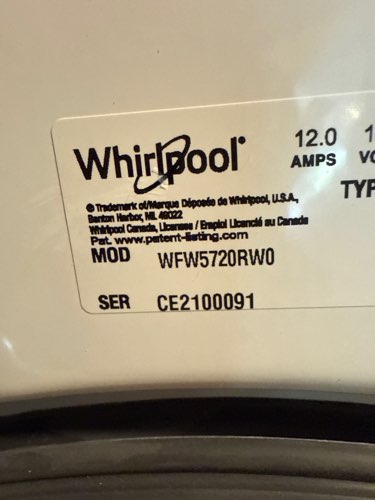 Whirlpool®
12.0
AMPS
TYP
® Trademark of/Marque Déposée de Whirlpool, U.S.A.,
Benton Harbor, MI. 49022
Whirlpool Canada, Licensee / Emploi Licencié au Canada
Pat. www.patent-listing.com
MOD WFW5720RW0
SER CE2100091